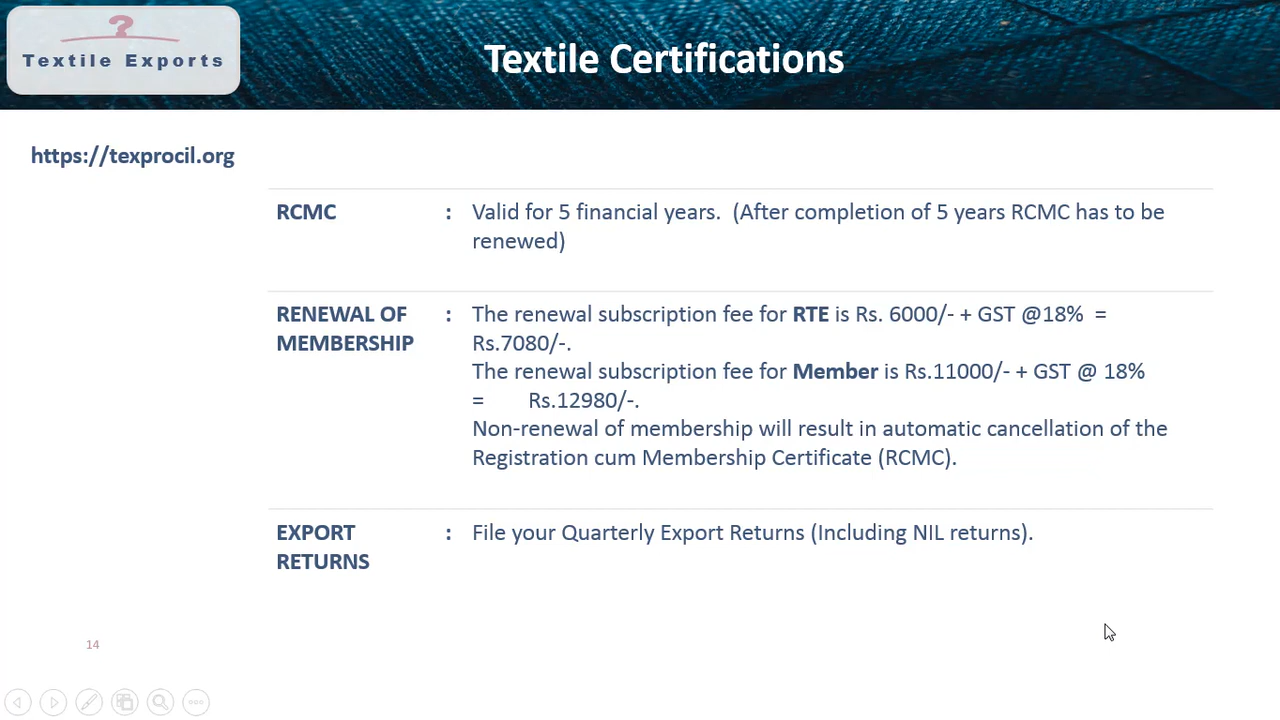 ?
Textile Exports
Textile Certifications
https://texprocil.org
RCMC : Valid for 5 financial years. (After completion of 5 years RCMC has to be
renewed)
RENEWAL OF : The renewal subscription fee for RTE is Rs. 6000/- + GST @18% =
MEMBERSHIP Rs.7080/-.
The renewal subscription fee for Member is Rs.11000/- + GST @ 18%
= Rs.12980/-.
Non-renewal of membership will result in automatic cancellation of the
Registration cum Membership Certificate (RCMC).
EXPORT : File your Quarterly Export Returns (Including NIL returns).
RETURNS
14